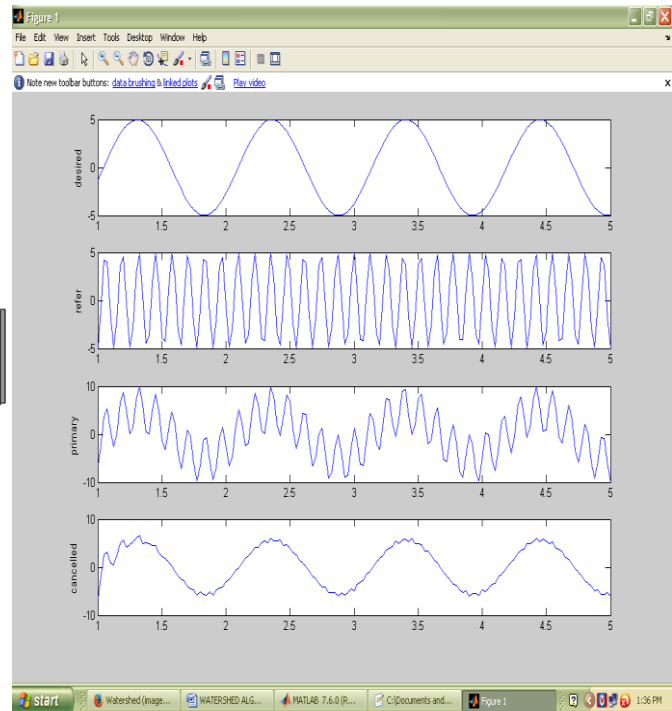 Figure 1
File Edit View Insert Tools Desktop Window Help
Note new toolbar buttons: data brushing & linked plots Play video x
desired
5
0
-5
1 1.5 2 2.5 3 3.5 4 4.5 5
refer
5
0
-5
1 1.5 2 2.5 3 3.5 4 4.5 5
primary
10
0
-10
1 1.5 2 2.5 3 3.5 4 4.5 5
cancelled
10
0
-10
1 1.5 2 2.5 3 3.5 4 4.5 5
start Watershed (image... WATERSHED ALG... MATLAB 7.6.0 (R... C:\Documents and... Figure 1 1:36 PM